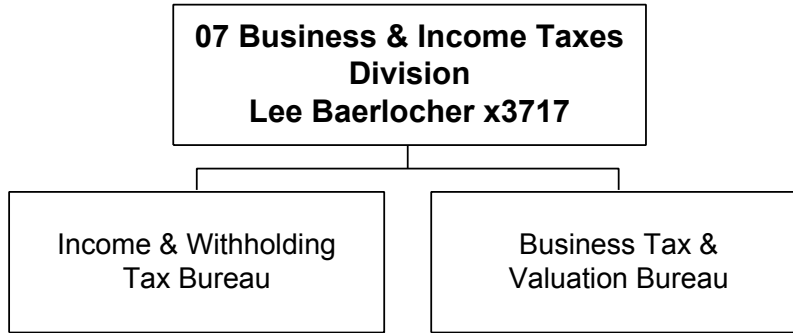 07 Business & Income Taxes
Division
Lee Baerlocher x3717
Income & Withholding
Tax Bureau
Business Tax &
Valuation Bureau